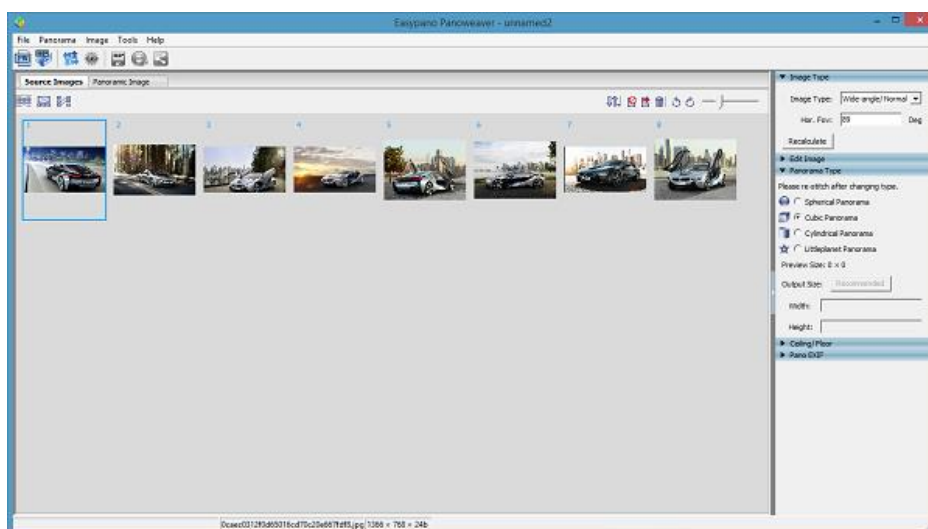 Easypano Panoweaver - unnamed2
File Panorama Image Tools Help
Source Images Panoramic Image
1 2 3 4 5 6 7 8
Image Type
Image Type: Wide angle/Normal
Hor. Fov: 89 Deg
Recalculate
Edit Image
Panorama Type
Please re stitch after changing type.
Spherical Panorama
Cubic Panorama
Cylindrical Panorama
Littleplanet Panorama
Preview Size: 0 × 0
Output Size: Recommended
Width:
Height:
Ceiling/Floor
Pano EXIF
1366 × 768 × 24b